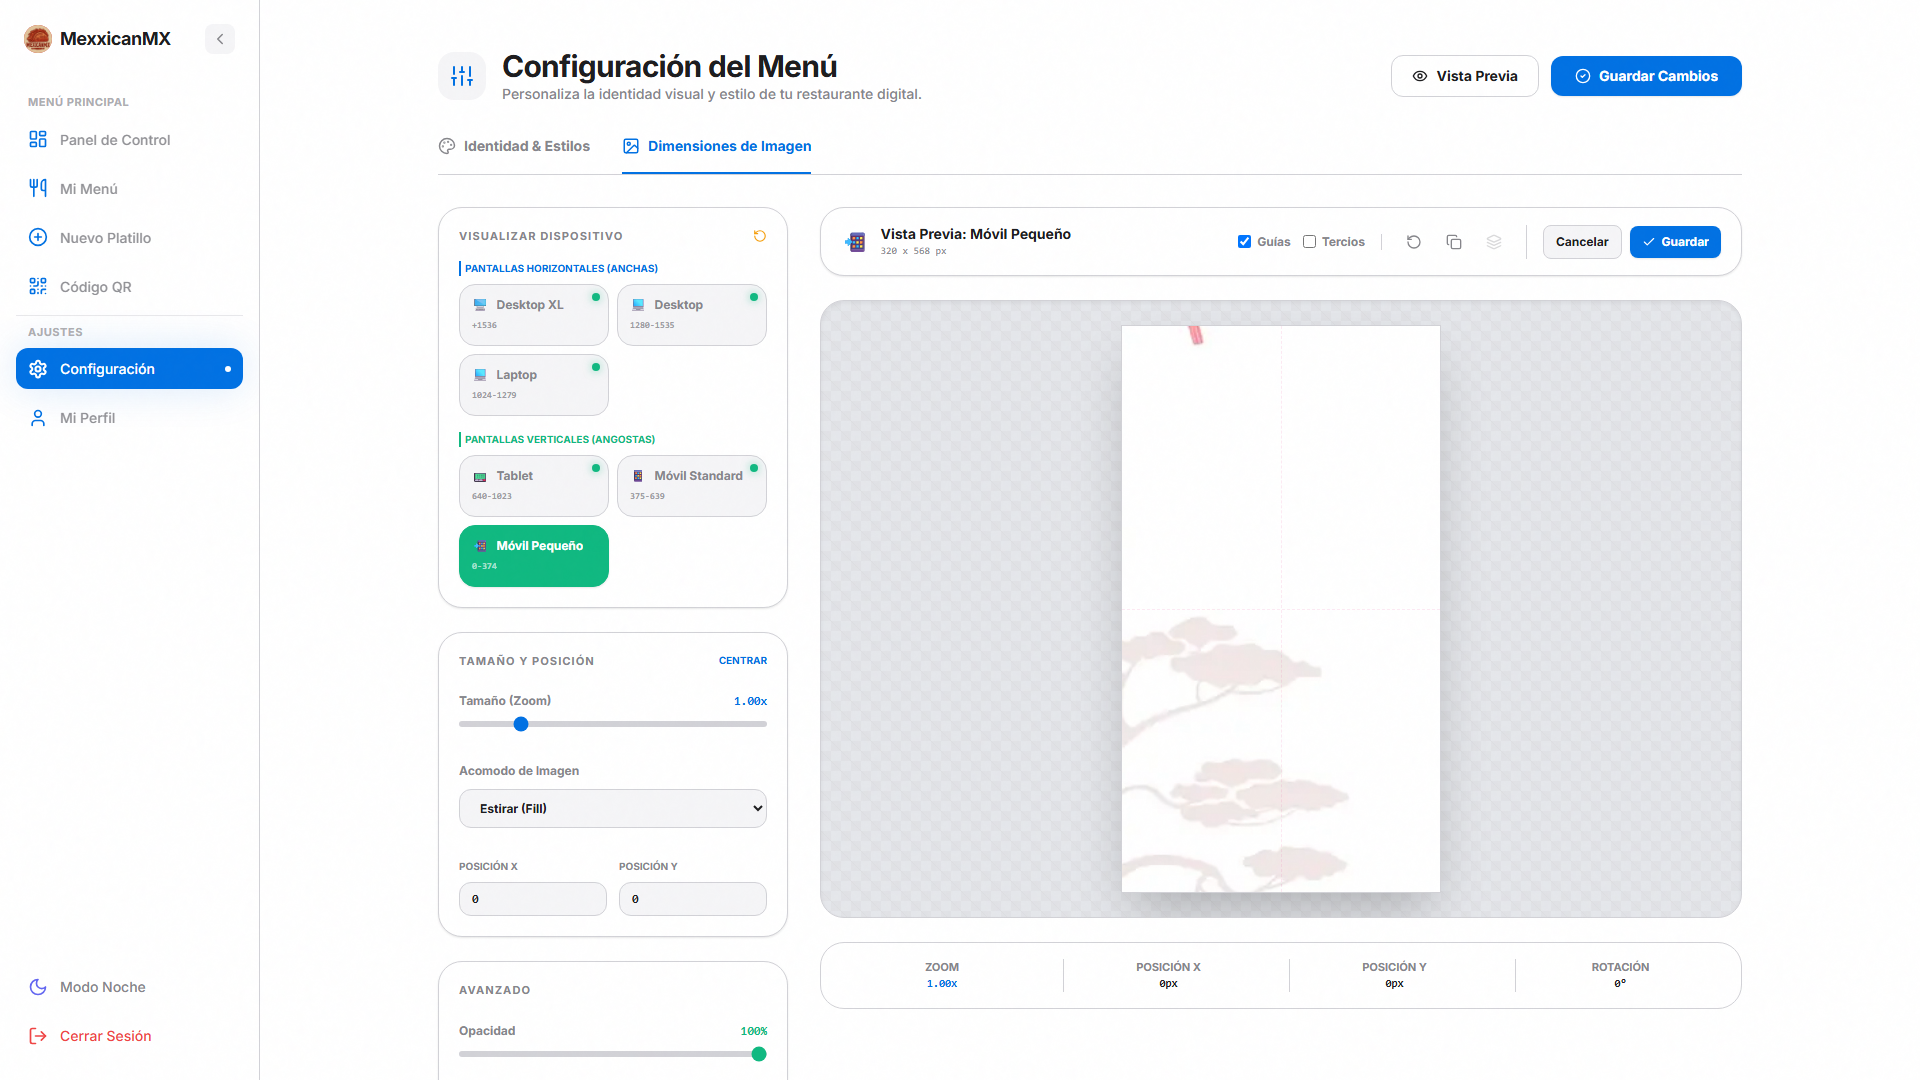 MexxicanMX
MENÚ PRINCIPAL
Panel de Control
Mi Menú
Nuevo Platillo
Código QR
AJUSTES
Configuración
Mi Perfil
Modo Noche
Cerrar Sesión
Configuración del Menú
Personaliza la identidad visual y estilo de tu restaurante digital.
Vista Previa
Guardar Cambios
Identidad & Estilos
Dimensiones de Imagen
VISUALIZAR DISPOSITIVO
PANTALLAS HORIZONTALES (ANCHAS)
Desktop XL
+1536
Desktop
1280-1535
Laptop
1024-1279
PANTALLAS VERTICALES (ANGOSTAS)
Tablet
640-1023
Móvil Standard
375-639
Móvil Pequeño
0-374
TAMAÑO Y POSICIÓN
CENTRAR
Tamaño (Zoom)
1.00x
Acomodo de Imagen
Estirar (Fill)
POSICIÓN X
POSICIÓN Y
0
0
AVANZADO
Opacidad
100%
Vista Previa: Móvil Pequeño
320 x 568 px
Guías
Tercios
Cancelar
Guardar
ZOOM
1.00x
POSICIÓN X
0px
POSICIÓN Y
0px
ROTACIÓN
0°